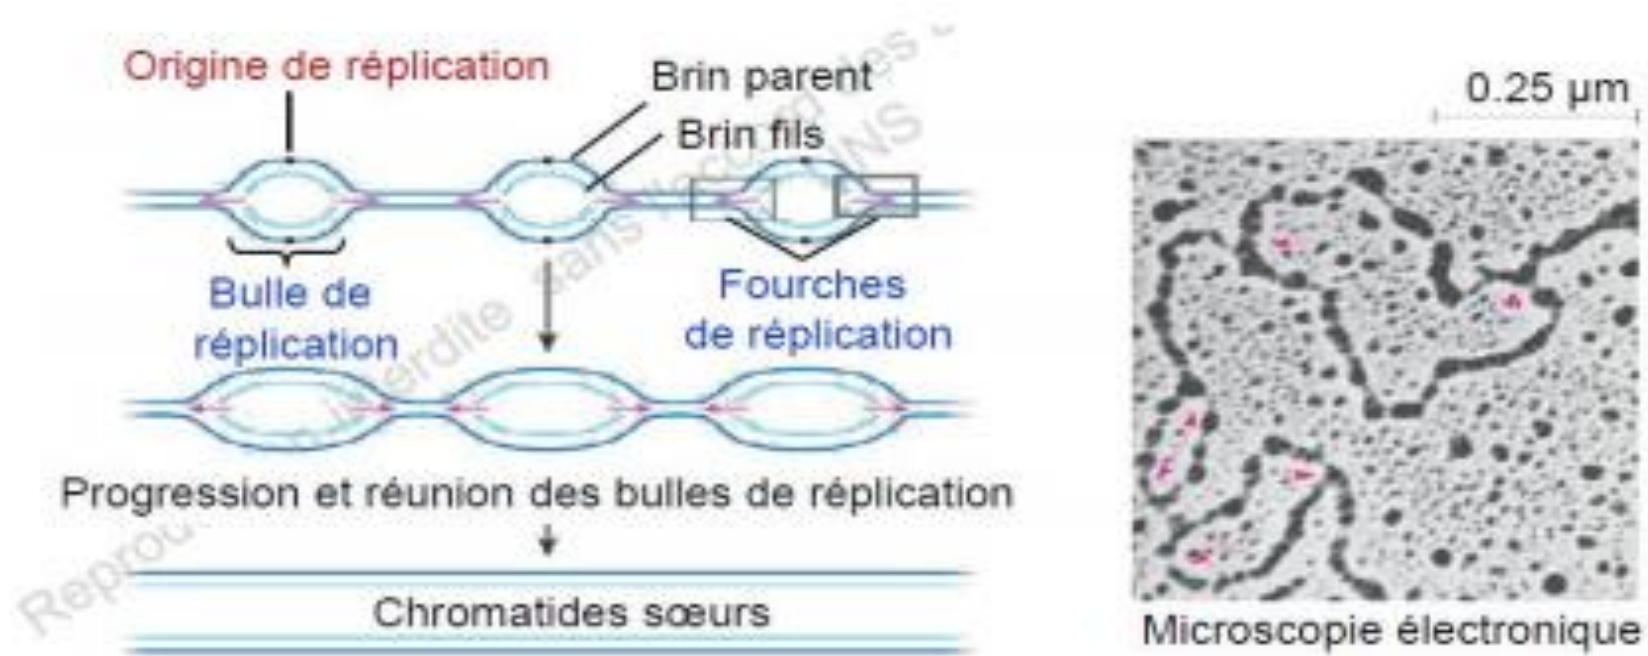 Origine de réplication
Brin parent
Brin fils
0.25 µm
Bulle de
réplication
Fourches
de réplication
Progression et réunion des bulles de réplication
Chromatides sœurs
Microscopie électronique